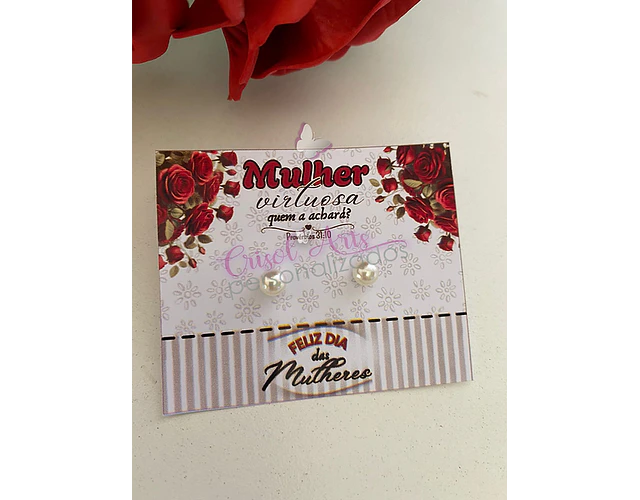 Mulher
virtuosa
quem a achará?
Provérbios 31:10
Crisol Arts
personalizados
FELIZ DIA
das
Mulheres